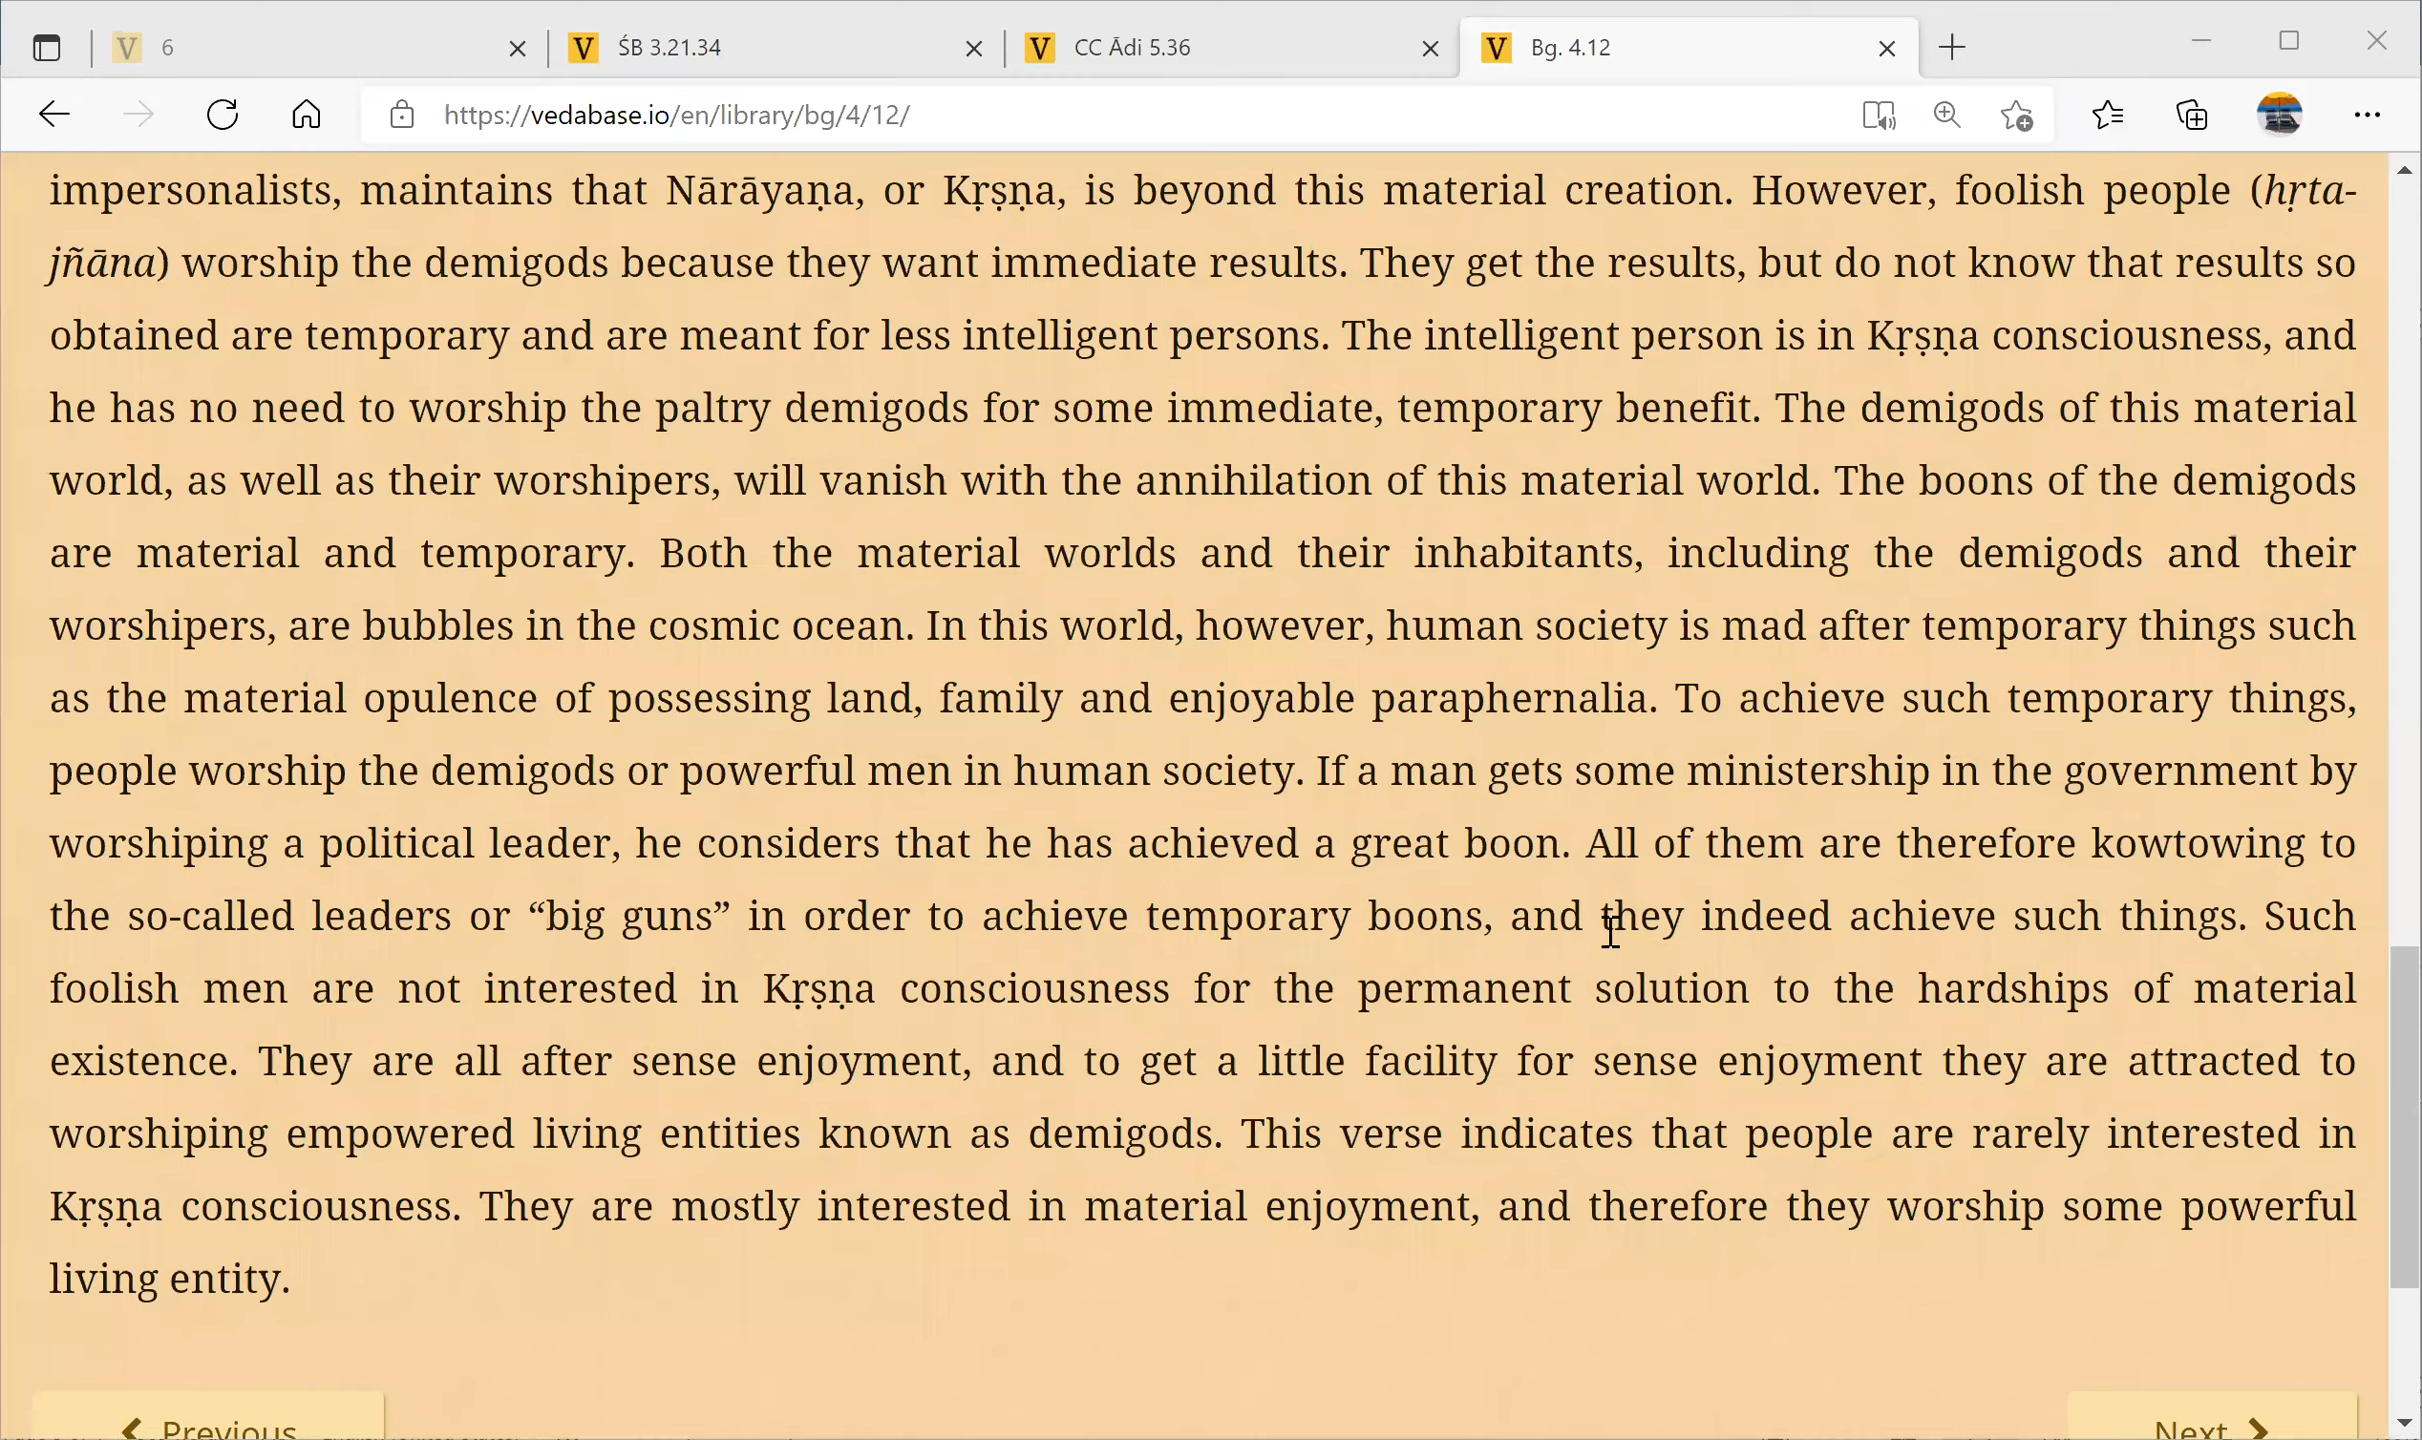 6
ŚB 3.21.34
CC Ādi 5.36
Bg. 4.12
https://vedabase.io/en/library/bg/4/12/
impersonalists, maintains that Nārāyaṇa, or Kṛṣṇa, is beyond this material creation. However, foolish people (hṛta-
jñāna) worship the demigods because they want immediate results. They get the results, but do not know that results so
obtained are temporary and are meant for less intelligent persons. The intelligent person is in Kṛṣṇa consciousness, and
he has no need to worship the paltry demigods for some immediate, temporary benefit. The demigods of this material
world, as well as their worshipers, will vanish with the annihilation of this material world. The boons of the demigods
are material and temporary. Both the material worlds and their inhabitants, including the demigods and their
worshipers, are bubbles in the cosmic ocean. In this world, however, human society is mad after temporary things such
as the material opulence of possessing land, family and enjoyable paraphernalia. To achieve such temporary things,
people worship the demigods or powerful men in human society. If a man gets some ministership in the government by
worshiping a political leader, he considers that he has achieved a great boon. All of them are therefore kowtowing to
the so-called leaders or “big guns” in order to achieve temporary boons, and they indeed achieve such things. Such
foolish men are not interested in Kṛṣṇa consciousness for the permanent solution to the hardships of material
existence. They are all after sense enjoyment, and to get a little facility for sense enjoyment they are attracted to
worshiping empowered living entities known as demigods. This verse indicates that people are rarely interested in
Kṛṣṇa consciousness. They are mostly interested in material enjoyment, and therefore they worship some powerful
living entity.
Previous
Next